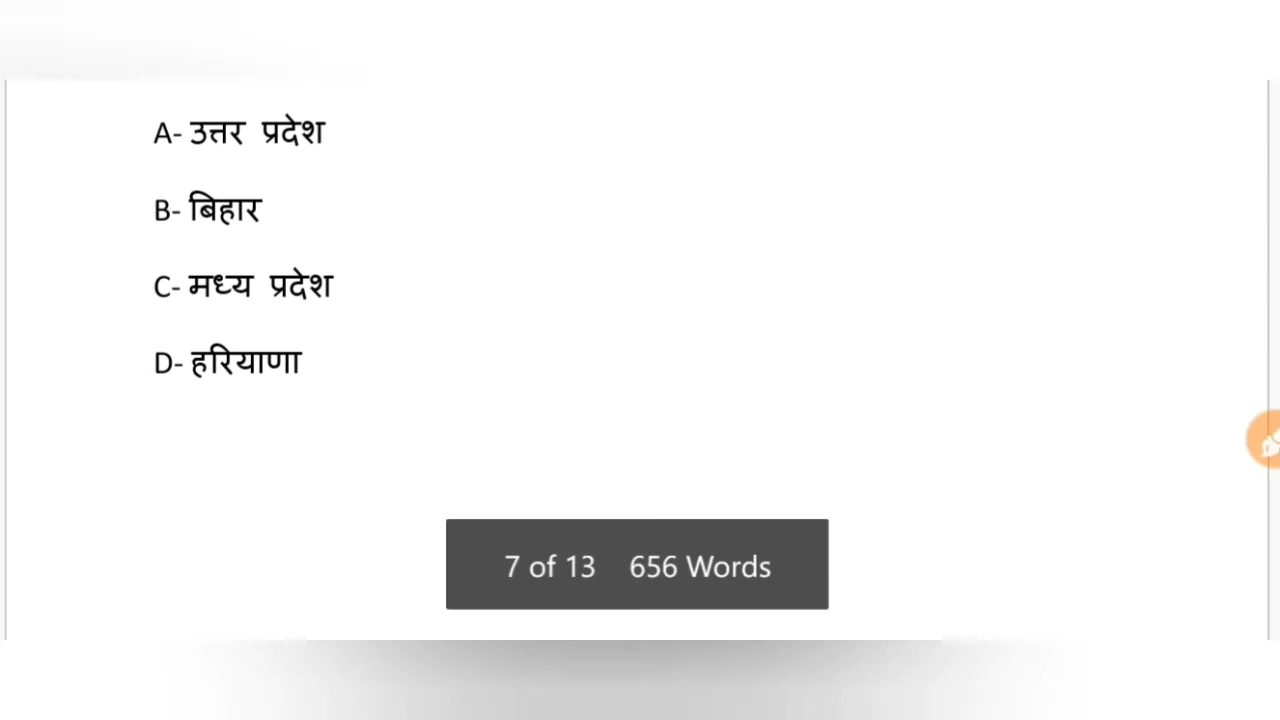 A- उत्तर प्रदेश
B- बिहार
C- मध्य प्रदेश
D- हरियाणा
7 of 13 656 Words